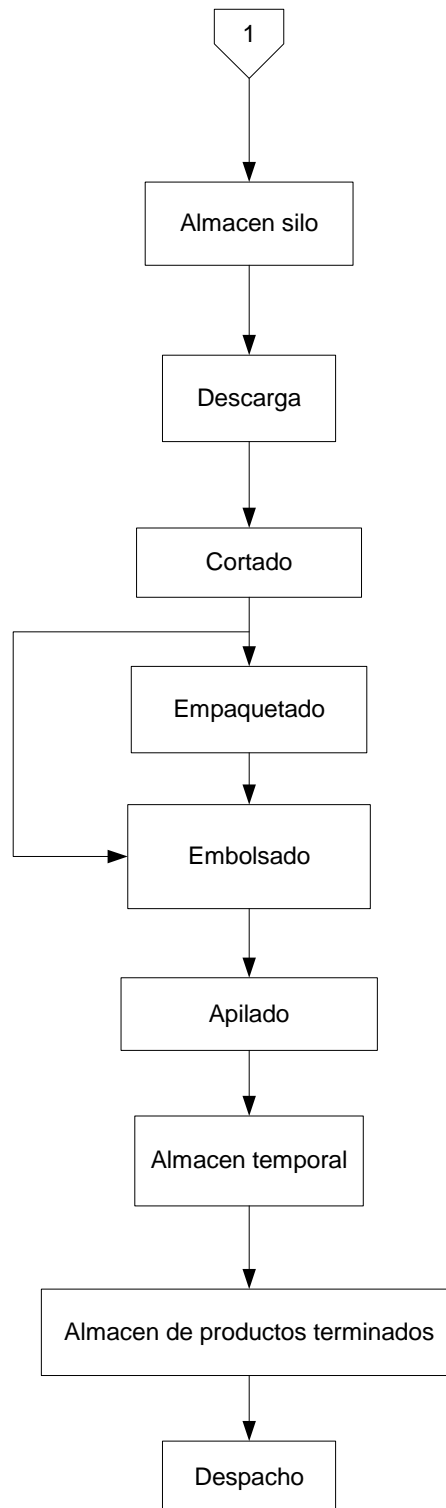 1
Almacen silo
Descarga
Cortado
Empaquetado
Embolsado
Apilado
Almacen temporal
Almacen de productos terminados
Despacho